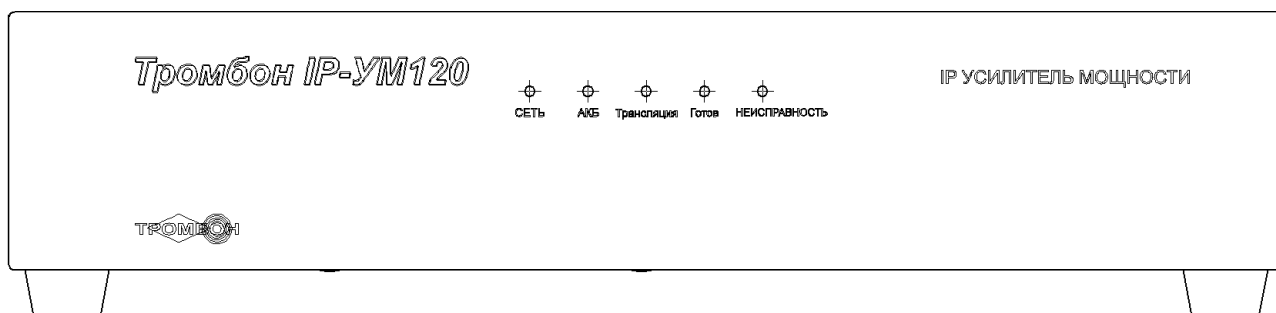 Тромбон IP-УМ120
IP УСИЛИТЕЛЬ МОЩНОСТИ
СЕТЬ АКБ Трансляция Готов НЕИСПРАВНОСТЬ
ТРОМБОН